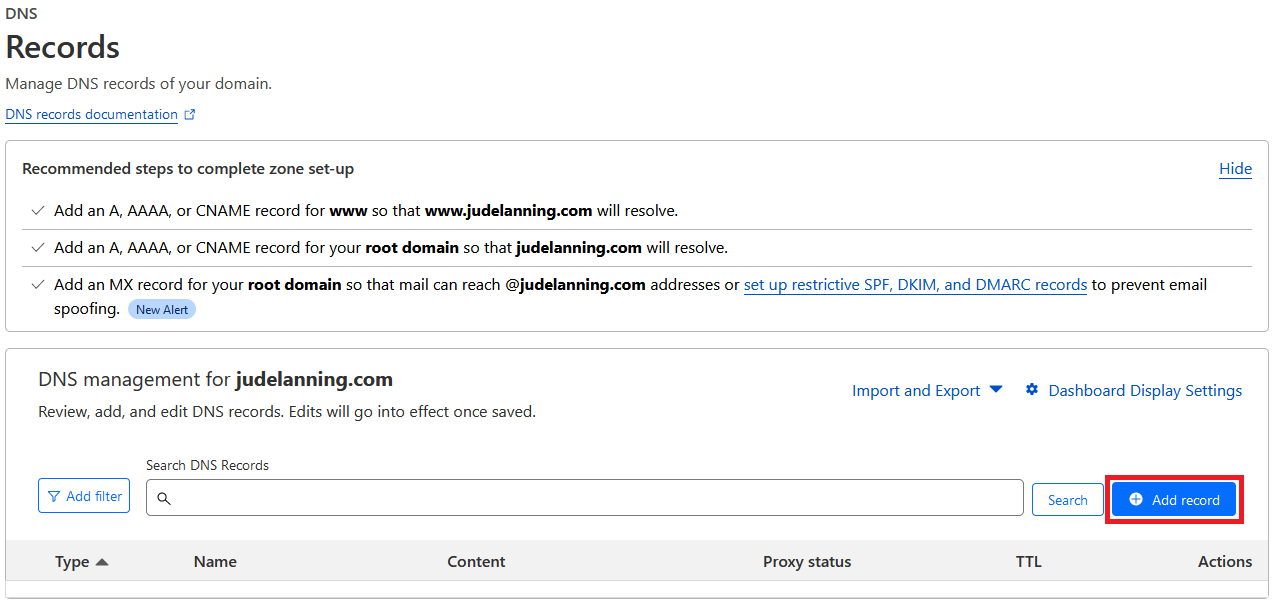 DNS
Records
Manage DNS records of your domain.
DNS records documentation
Recommended steps to complete zone set-up
Hide
Add an A, AAAA, or CNAME record for www so that www.judelanning.com will resolve.
Add an A, AAAA, or CNAME record for your root domain so that judelanning.com will resolve.
Add an MX record for your root domain so that mail can reach @judelanning.com addresses or set up restrictive SPF, DKIM, and DMARC records to prevent email
spoofing. New Alert
DNS management for judelanning.com
Import and Export Dashboard Display Settings
Review, add, and edit DNS records. Edits will go into effect once saved.
Search DNS Records
Add filter Search Add record
Type Name Content Proxy status TTL Actions